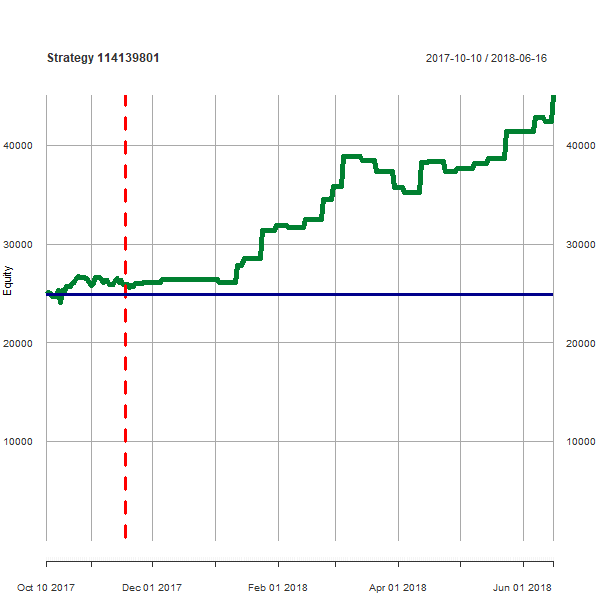 Strategy 114139801
2017-10-10 / 2018-06-16
40000
40000
30000
30000
Equity
20000
20000
10000
10000
Oct 10 2017
Dec 01 2017
Feb 01 2018
Apr 01 2018
Jun 01 2018